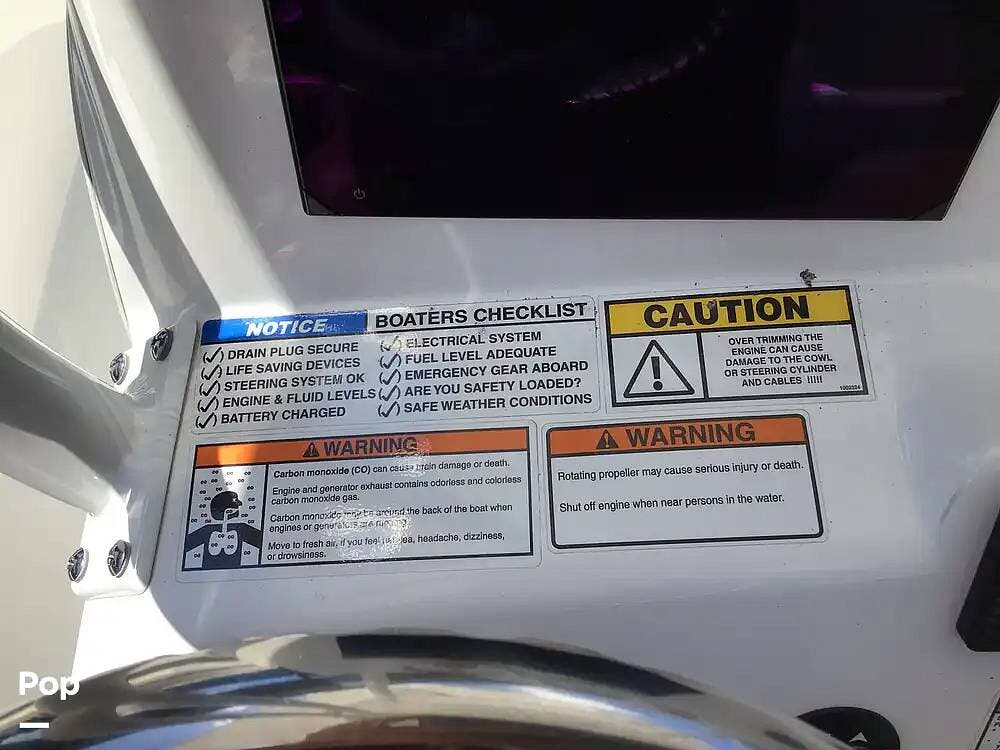 NOTICE
BOATERS CHECKLIST
DRAIN PLUG SECURE
LIFE SAVING DEVICES
STEERING SYSTEM OK
ENGINE & FLUID LEVELS
BATTERY CHARGED
ELECTRICAL SYSTEM
FUEL LEVEL ADEQUATE
EMERGENCY GEAR ABOARD
ARE YOU SAFETY LOADED?
SAFE WEATHER CONDITIONS
CAUTION
OVER TRIMMING THE
ENGINE CAN CAUSE
DAMAGE TO THE COWL
OR STEERING CYLINDER
AND CABLES !!!!!
1002324
WARNING
Carbon monoxide (CO) can cause brain damage or death.
Engine and generator exhaust contains odorless and colorless
carbon monoxide gas.
Carbon monoxide may be around the back of the boat when
engines or generators are running.
Move to fresh air, if you feel nausea, headache, dizziness,
or drowsiness.
WARNING
Rotating propeller may cause serious injury or death.
Shut off engine when near persons in the water.
Pop